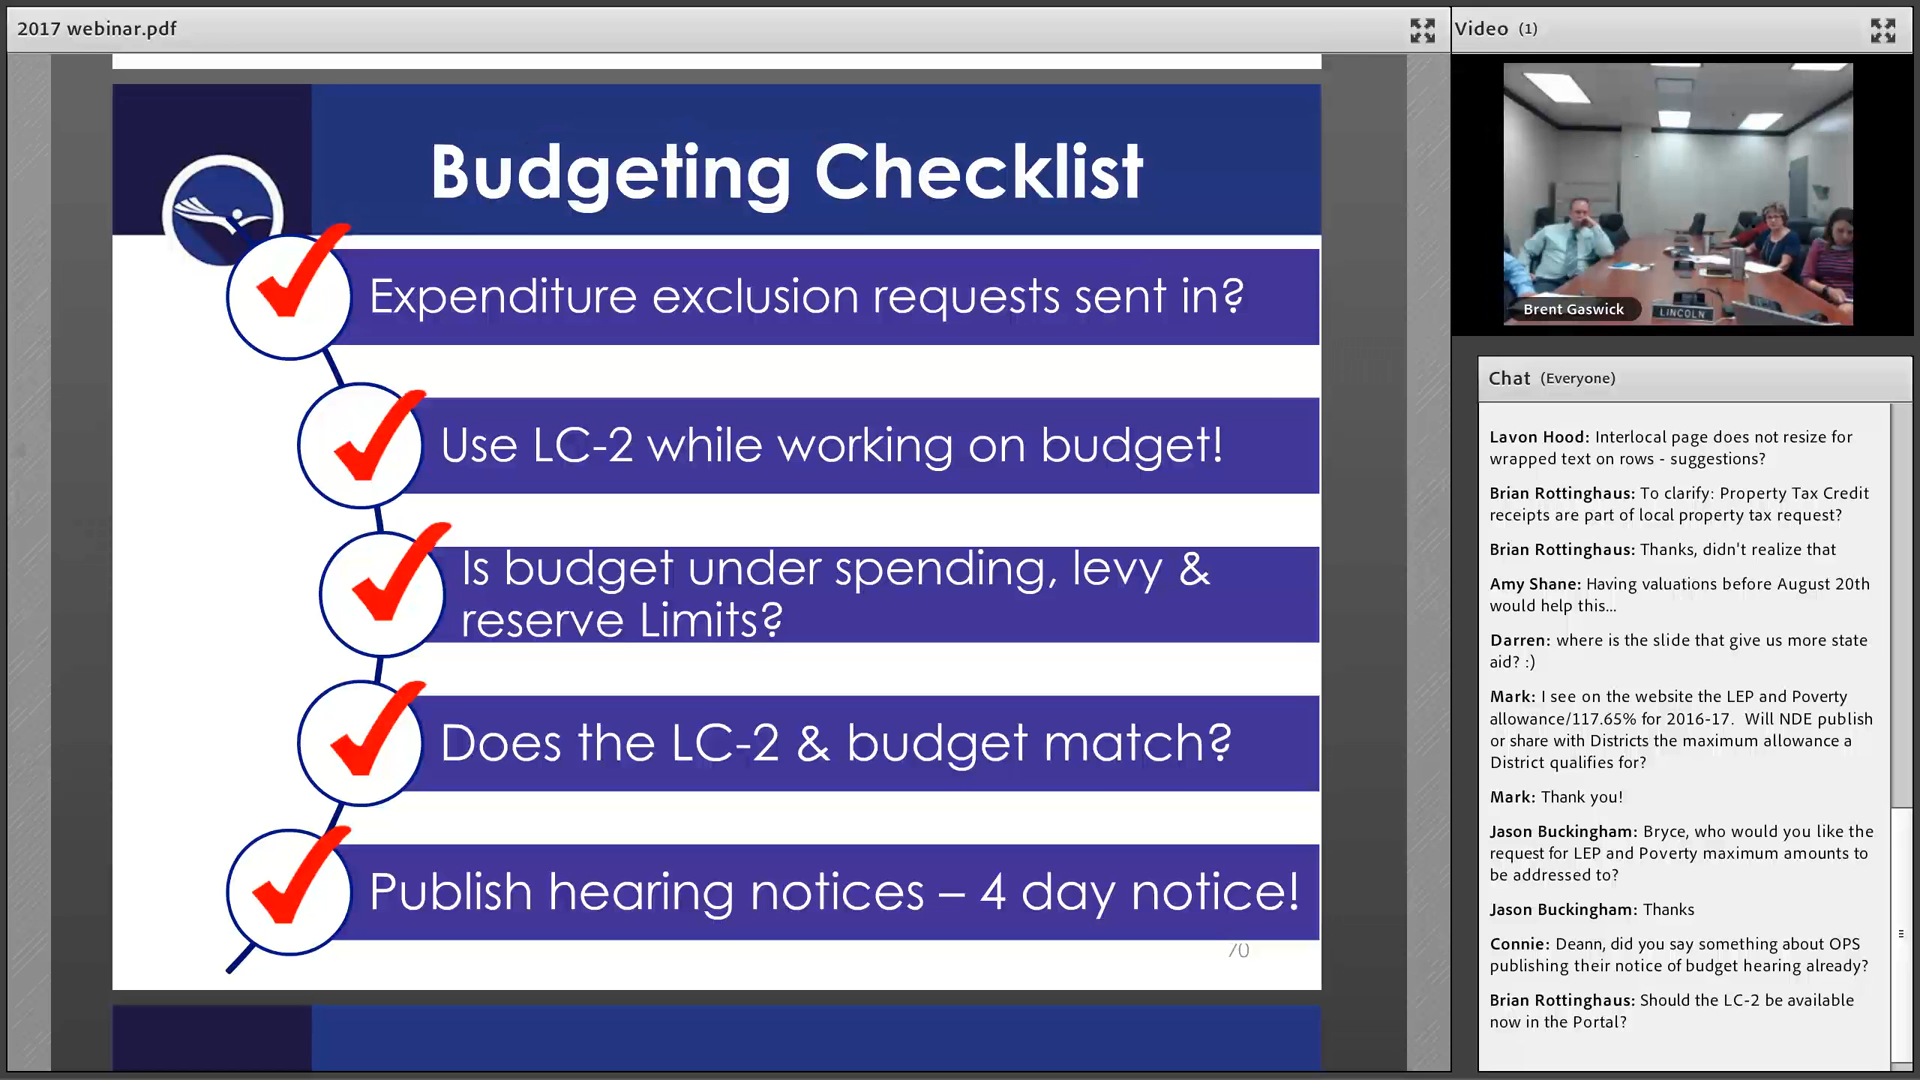 2017 webinar.pdf
Budgeting Checklist
Expenditure exclusion requests sent in?
Use LC-2 while working on budget!
Is budget under spending, levy &
reserve Limits?
Does the LC-2 & budget match?
Publish hearing notices – 4 day notice!
70
Video (1)
Brent Gaswick
LINCOLN
Chat (Everyone)
Lavon Hood: Interlocal page does not resize for
wrapped text on rows - suggestions?
Brian Rottinghaus: To clarify: Property Tax Credit
receipts are part of local property tax request?
Brian Rottinghaus: Thanks, didn't realize that
Amy Shane: Having valuations before August 20th
would help this...
Darren: where is the slide that give us more state
aid? :)
Mark: I see on the website the LEP and Poverty
allowance/117.65% for 2016-17. Will NDE publish
or share with Districts the maximum allowance a
District qualifies for?
Mark: Thank you!
Jason Buckingham: Bryce, who would you like the
request for LEP and Poverty maximum amounts to
be addressed to?
Jason Buckingham: Thanks
Connie: Deann, did you say something about OPS
publishing their notice of budget hearing already?
Brian Rottinghaus: Should the LC-2 be available
now in the Portal?